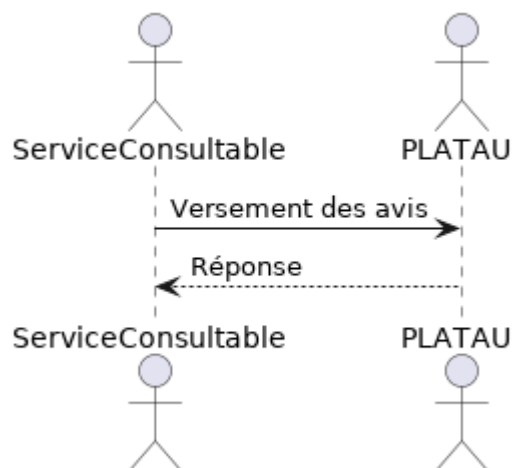 ServiceConsultable PLATAU
Versement des avis
Réponse
ServiceConsultable PLATAU